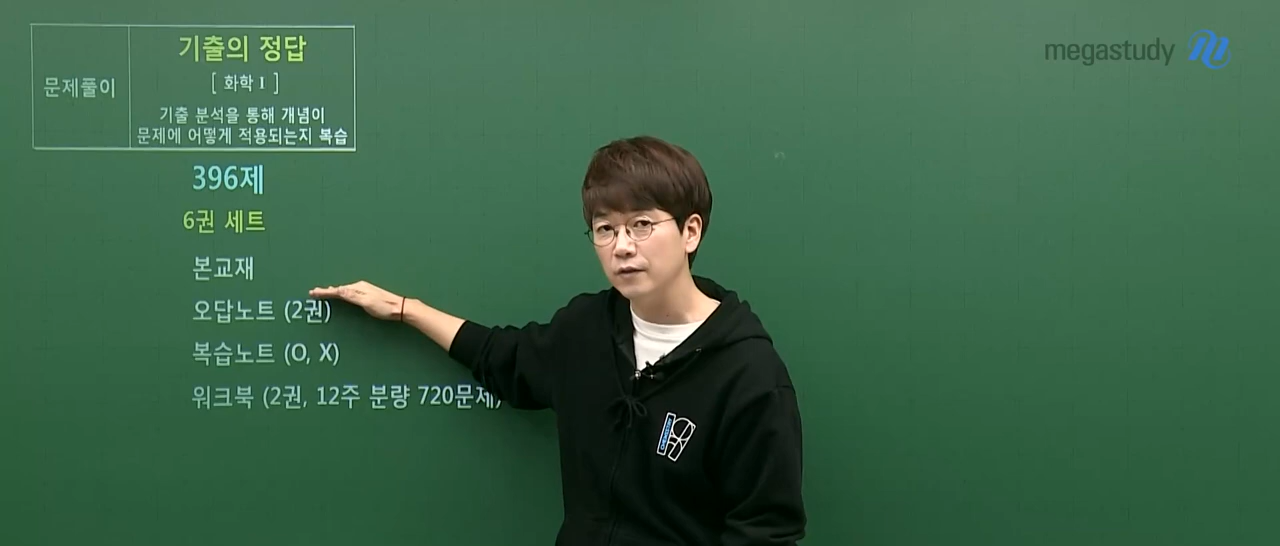 문제풀이
기출의 정답
[ 화학 I ]
기출 분석을 통해 개념이
문제에 어떻게 적용되는지 복습
396제
6권 세트
본교재
오답노트 (2권)
복습노트 (O, X)
워크북 (2권, 12주 분량 720문제)
megastudy